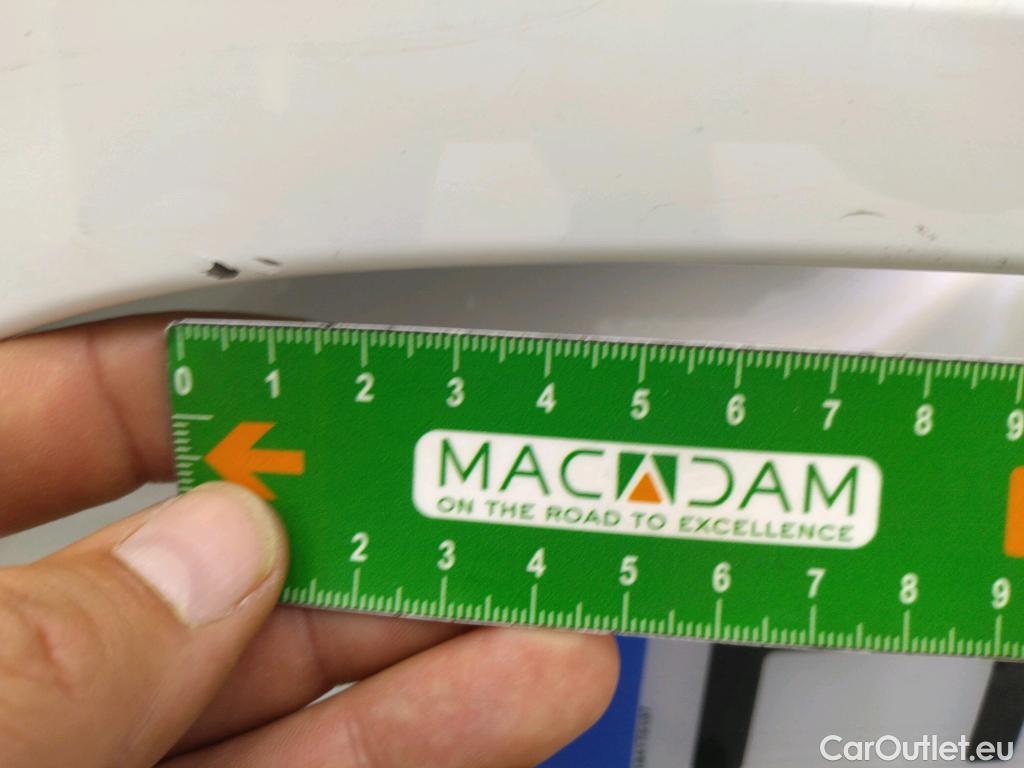 0 1 2 3 4 5 6 7 8 9
MACADAM
ON THE ROAD TO EXCELLENCE
2 3 4 5 6 7 8 9
CarOutlet.eu